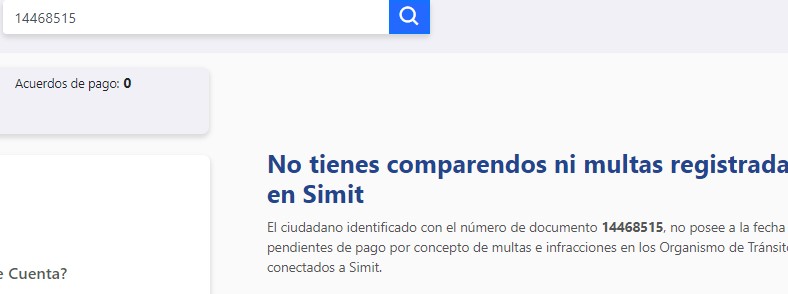 14468515
Acuerdos de pago: 0
No tienes comparendos ni multas registrada
en Simit
El ciudadano identificado con el número de documento 14468515, no posee a la fecha
pendientes de pago por concepto de multas e infracciones en los Organismo de Tránsito
conectados a Simit.
e Cuenta?